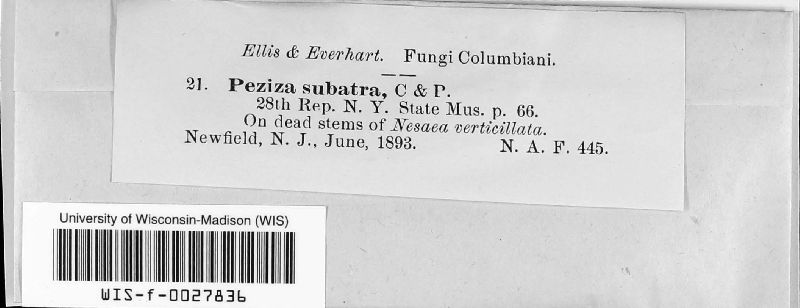 Ellis & Everhart. Fungi Columbiani.
21. Peziza subatra, C & P.
28th Rep. N. Y. State Mus. p. 66.
On dead stems of Nesaea verticillata.
Newfield, N. J., June, 1893. N. A. F. 445.
University of Wisconsin-Madison (WIS)
WIS-f-0027836